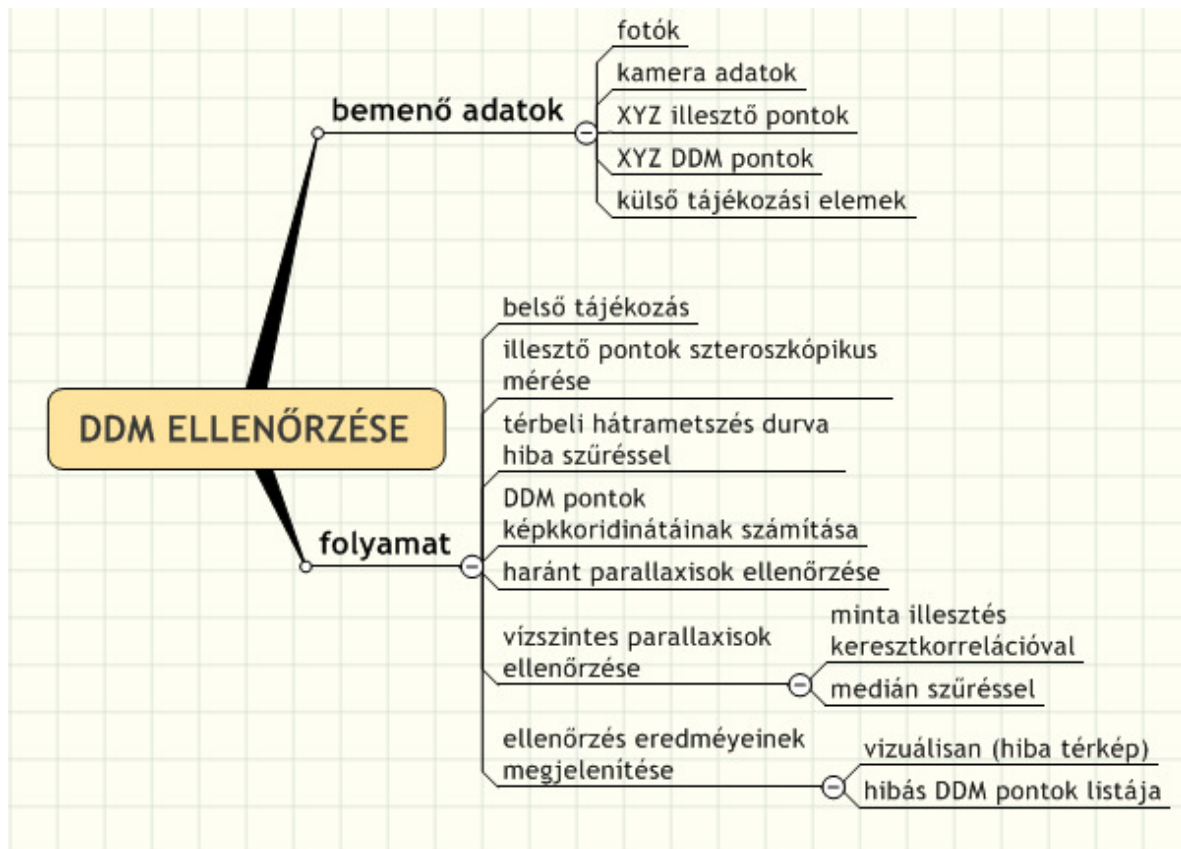 fotók
kamera adatok
bemenő adatok
XYZ illesztő pontok
XYZ DDM pontok
külső tájékozási elemek
DDM ELLENŐRZÉSE
belső tájékozás
illesztő pontok szteroszkópikus
mérése
térbeli hátrametszés durva
hiba szűréssel
DDM pontok
képkkoridinátáinak számítása
folyamat
haránt parallaxisok ellenőrzése
vízszintes parallaxisok
ellenőrzése
minta illesztés
keresztkorrelációval
medián szűréssel
ellenőrzés eredméyeinek
megjelenítése
vizuálisan (hiba térkép)
hibás DDM pontok listája